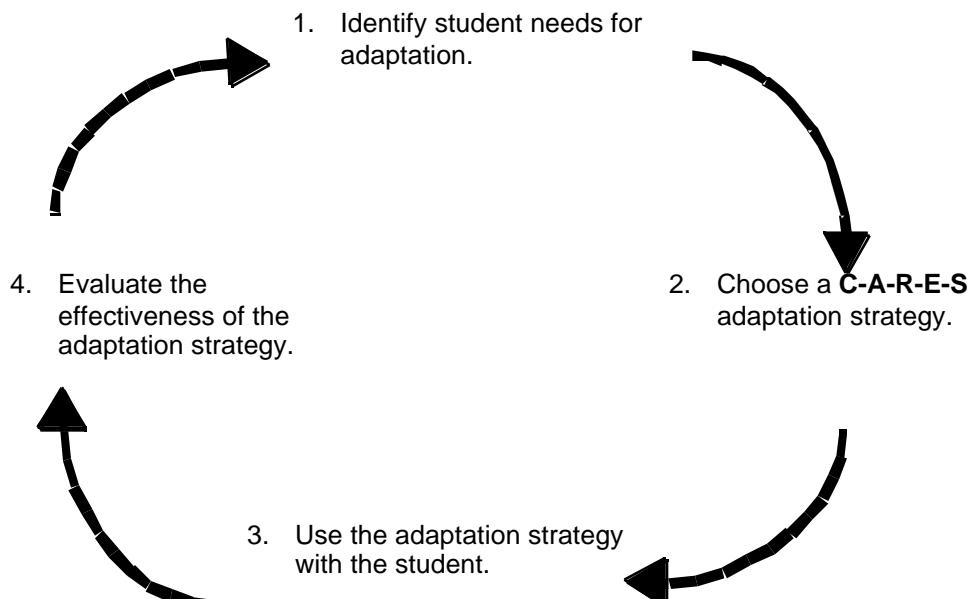 1. Identify student needs for
adaptation.
2. Choose a C-A-R-E-S
adaptation strategy.
3. Use the adaptation strategy
with the student.
4. Evaluate the
effectiveness of the
adaptation strategy.